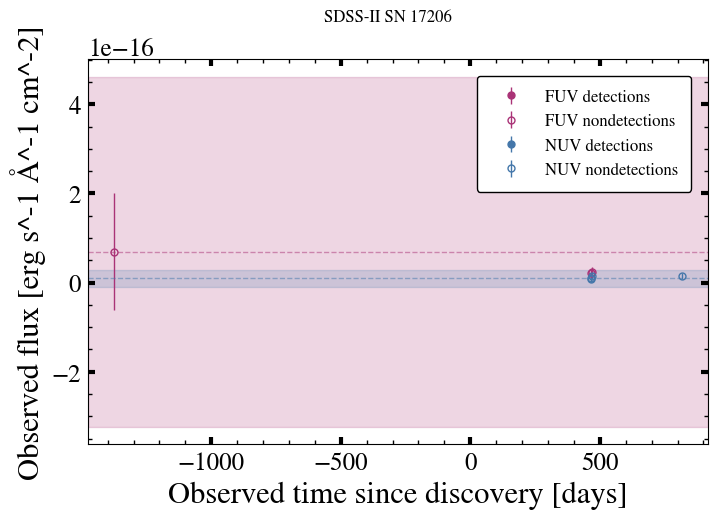 SDSS-II SN 17206
1e−16
4
2
0
−2
Observed flux [erg s^-1 Å^-1 cm^-2]
FUV detections
FUV nondetections
NUV detections
NUV nondetections
−1000
−500
0
500
Observed time since discovery [days]